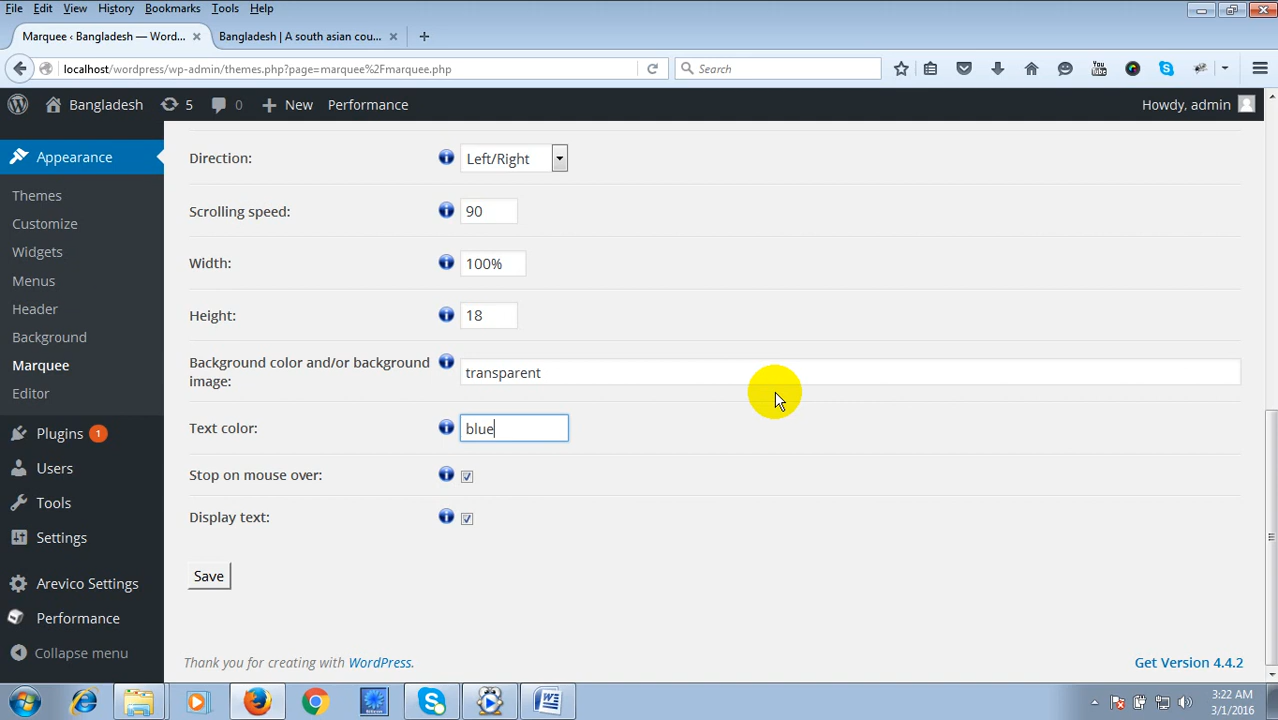 File Edit View History Bookmarks Tools Help
Marquee ‹ Bangladesh — Word... × Bangladesh | A south asian cou... × +
localhost/wordpress/wp-admin/themes.php?page=marquee%2Fmarquee.php Search
Bangladesh 5 0 + New Performance Howdy, admin
Appearance
Themes
Customize
Widgets
Menus
Header
Background
Marquee
Editor
Plugins 1
Users
Tools
Settings
Arevico Settings
Performance
Collapse menu
Direction: Left/Right
Scrolling speed: 90
Width: 100%
Height: 18
Background color and/or background
image: transparent
Text color: blue
Stop on mouse over:
Display text:
Save
Thank you for creating with WordPress. Get Version 4.4.2
3:22 AM
3/1/2016